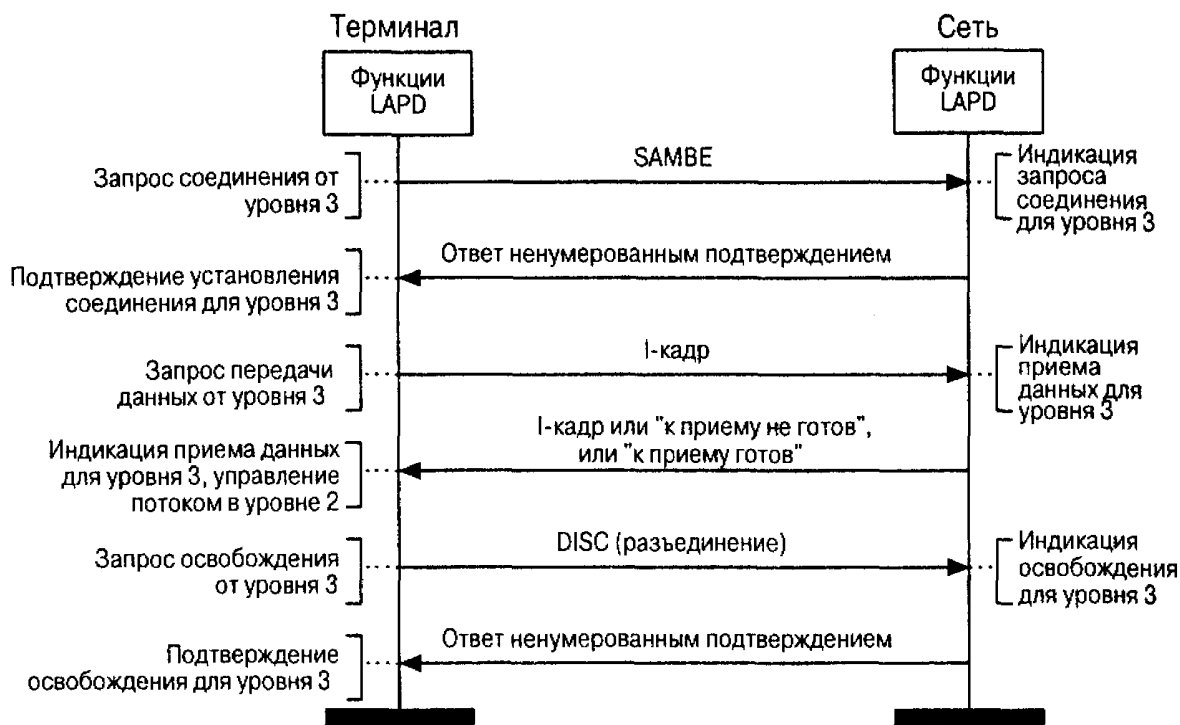 Терминал
Сеть
Функции
LAPD
Функции
LAPD
Запрос соединения от
уровня 3
SAMBE
Индикация
запроса
соединения
для уровня 3
Подтверждение установления
соединения для уровня 3
Ответ ненумерованным подтверждением
Запрос передачи
данных от уровня 3
I-кадр
Индикация
приема
данных для
уровня 3
Индикация приема данных
для уровня 3, управление
потоком в уровне 2
I-кадр или "к приему не готов",
или "к приему готов"
Запрос освобождения
от уровня 3
DISC (разъединение)
Индикация
освобождения
для уровня 3
Подтверждение
освобождения для уровня 3
Ответ ненумерованным подтверждением